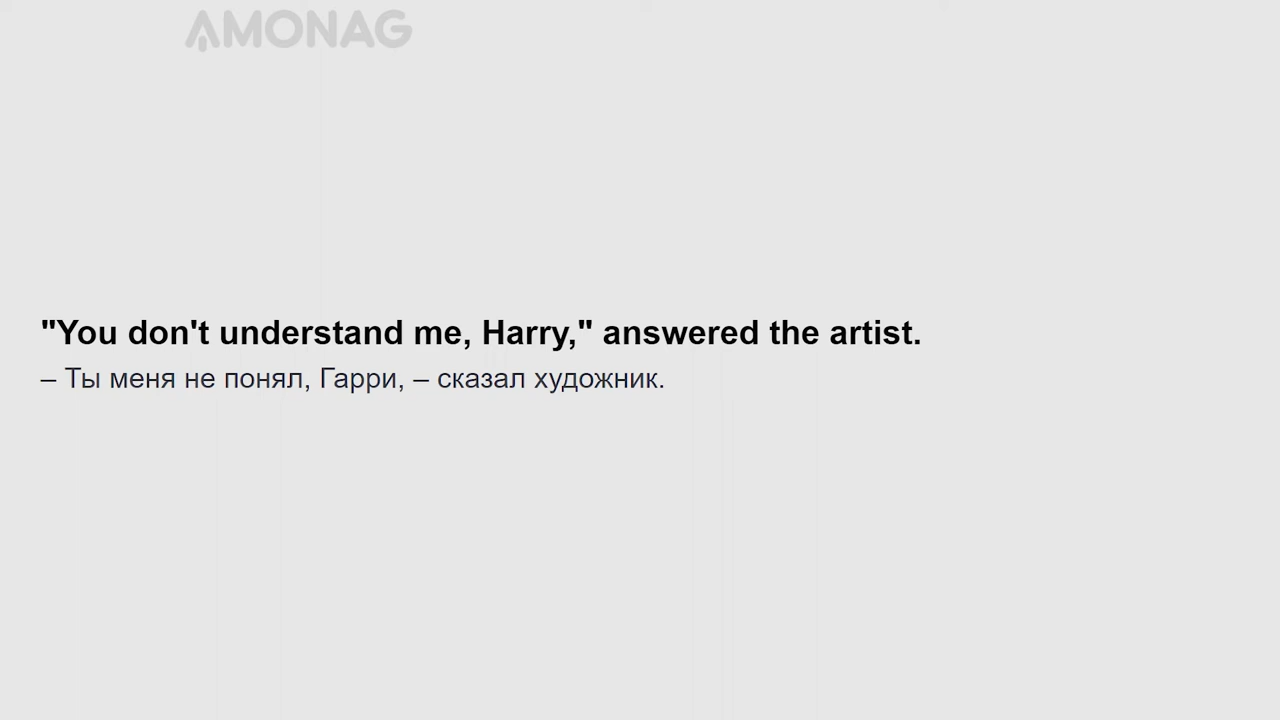 AMONAG
"You don't understand me, Harry," answered the artist.
– Ты меня не понял, Гарри, – сказал художник.